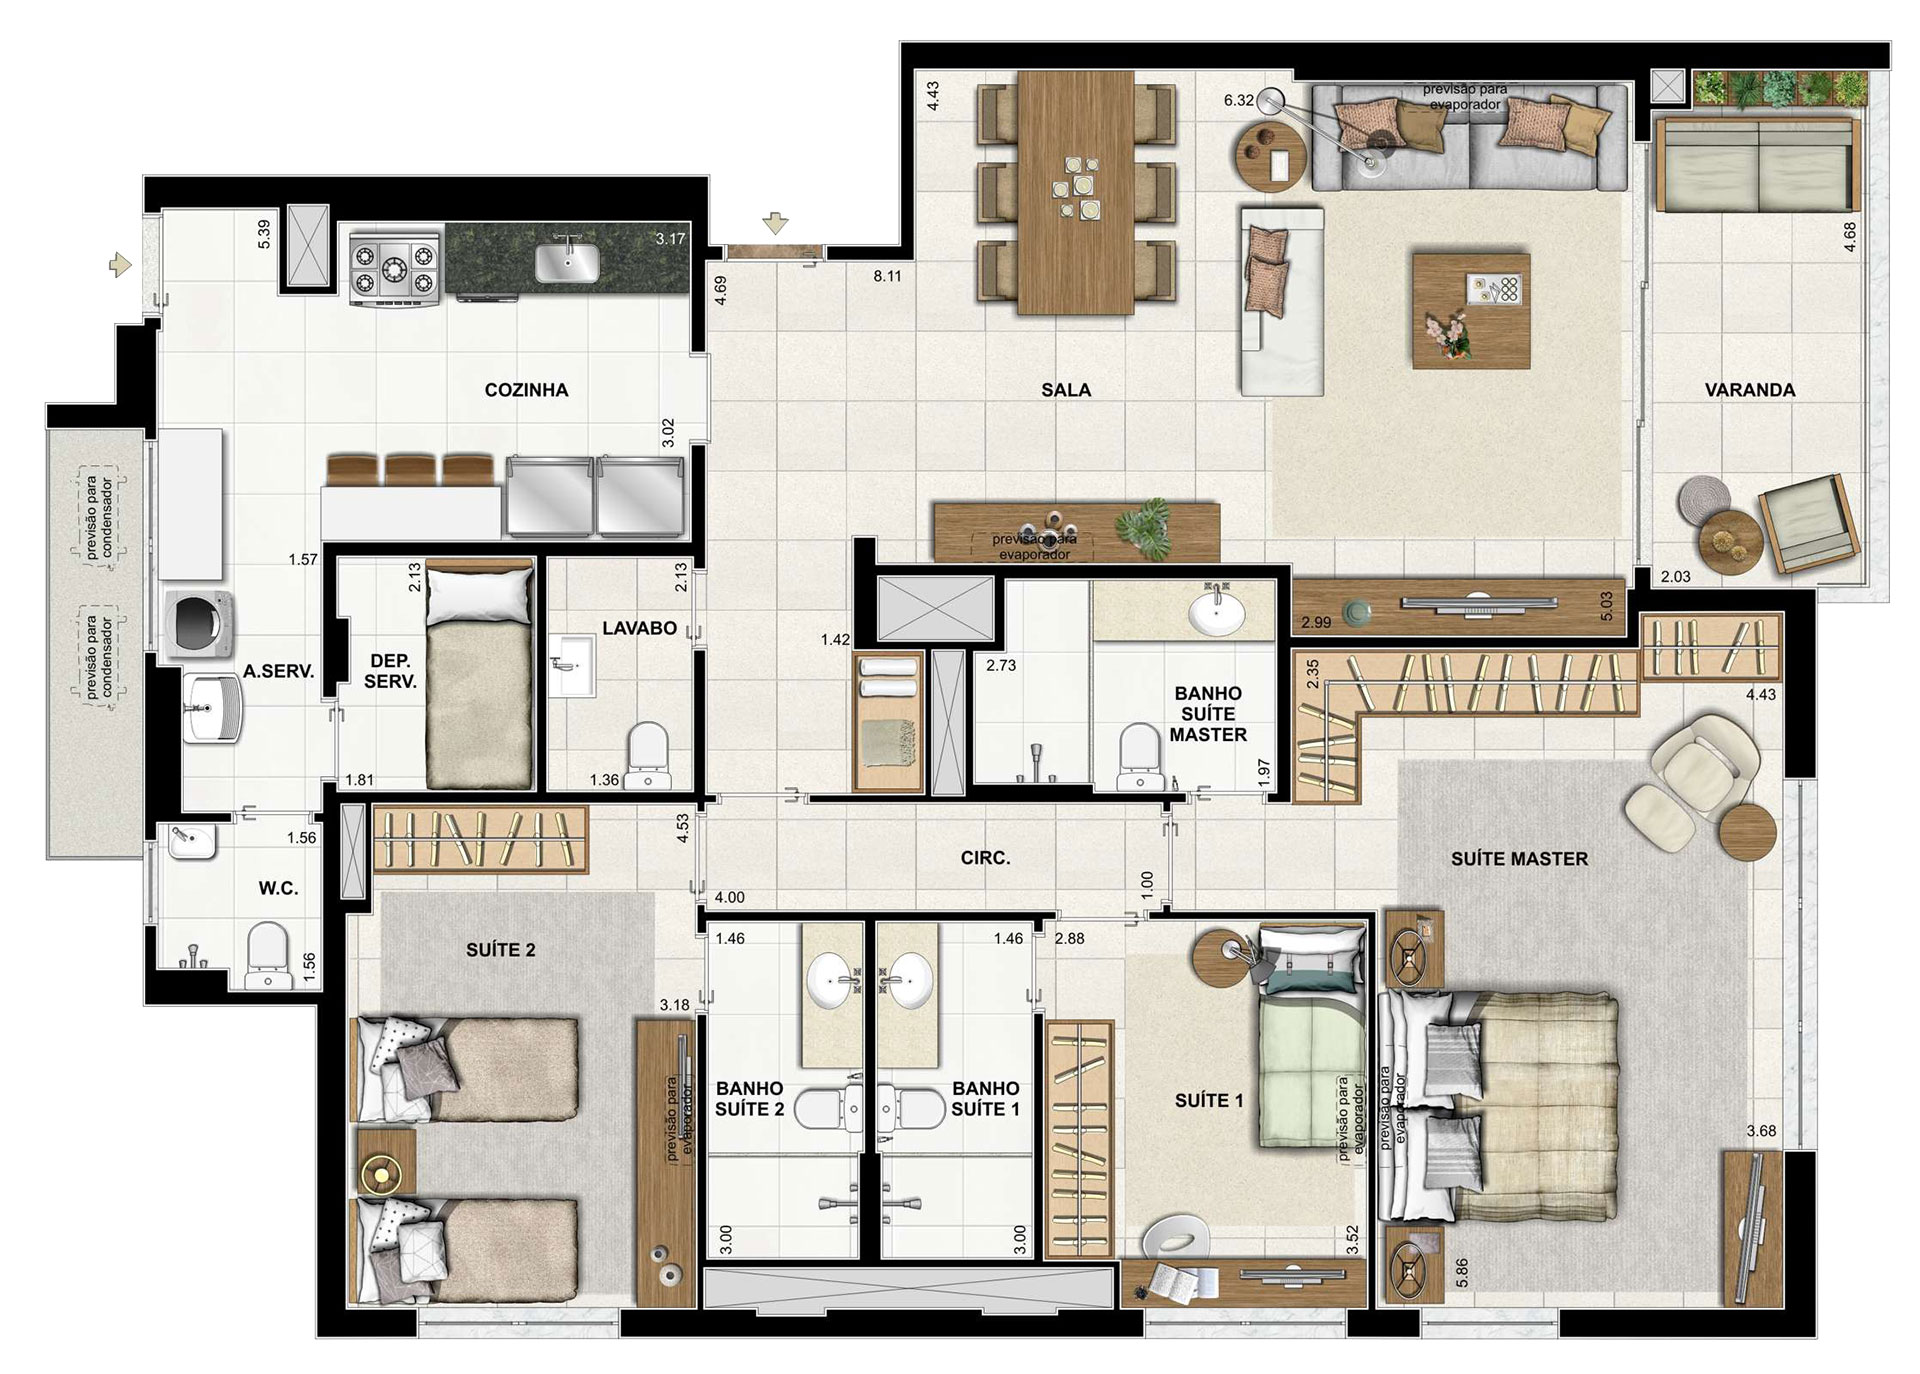 4.43
6.32
previsão para
evaporador
5.39
3.17
4.69
8.11
4.68
COZINHA
SALA
VARANDA
3.02
previsão para
condensador
previsão para
evaporador
1.57
2.13
2.13
2.03
previsão para
condensador
LAVABO
1.42
2.99
5.03
A.SERV.
DEP.
SERV.
2.73
2.35
4.43
BANHO
SUÍTE
MASTER
1.81
1.36
1.97
1.56
4.53
CIRC.
SUÍTE MASTER
W.C.
4.00
1.00
1.56
SUÍTE 2
1.46
1.46
2.88
3.18
BANHO
SUÍTE 2
BANHO
SUÍTE 1
SUÍTE 1
previsão para
evaporador
previsão para
evaporador
previsão para
evaporador
3.68
3.00
3.00
3.52
5.86